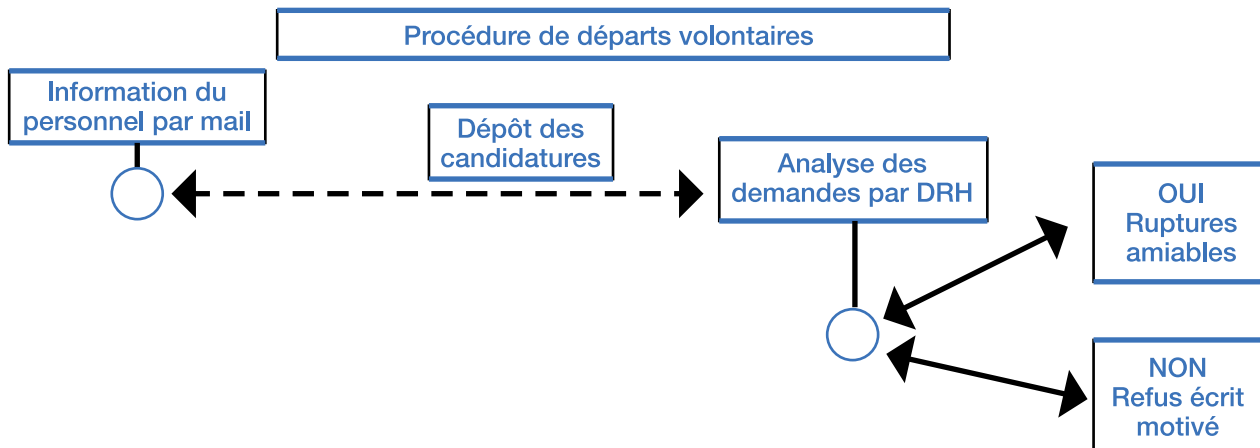 Procédure de départs volontaires
Information du
personnel par mail
Dépôt des
candidatures
Analyse des
demandes par DRH
OUI
Ruptures
amiables
NON
Refus écrit
motivé